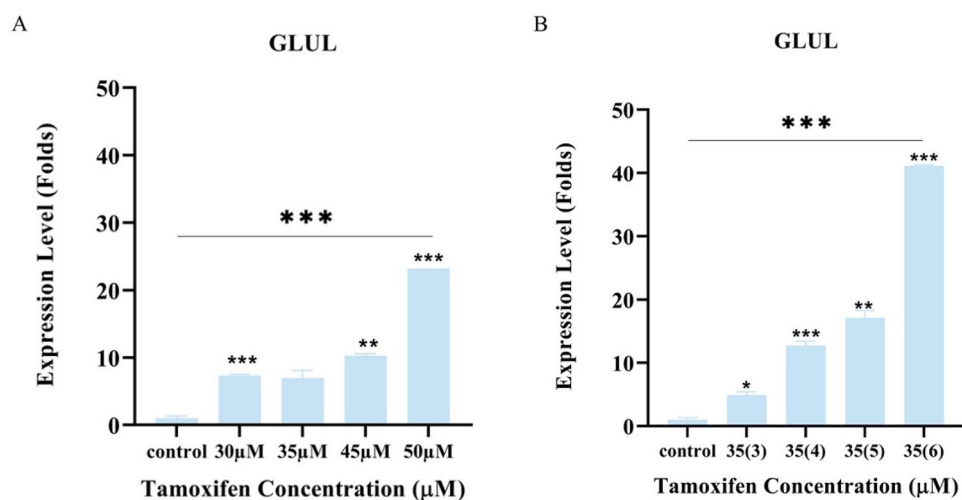 A
GLUL
Expression Level (Folds)
50
40
30
20
10
0
***
***
**
***
control 30μM 35μM 45μM 50μM
Tamoxifen Concentration (μM)
B
GLUL
Expression Level (Folds)
50
40
30
20
10
0
***
*
***
**
***
control 35(3) 35(4) 35(5) 35(6)
Tamoxifen Concentration (μM)